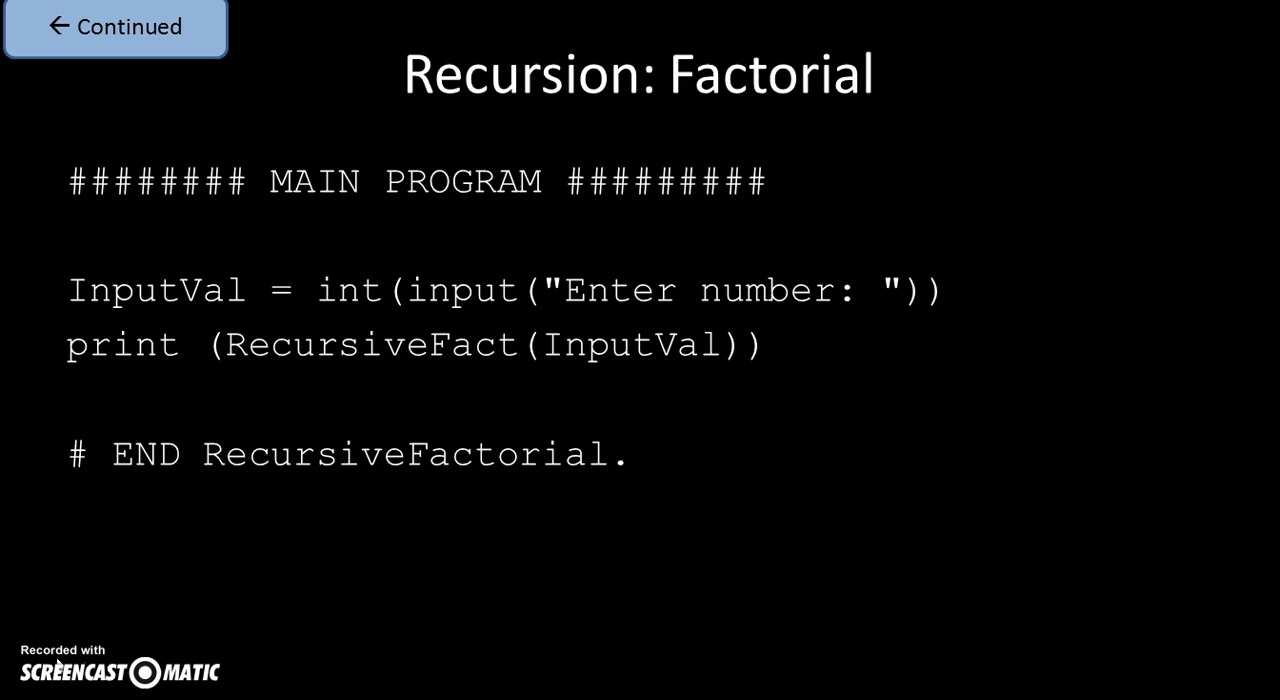 ← Continued
Recursion: Factorial
######## MAIN PROGRAM #########
InputVal = int(input("Enter number: "))
print (RecursiveFact(InputVal))
# END RecursiveFactorial.
Recorded with
SCREENCAST MATIC